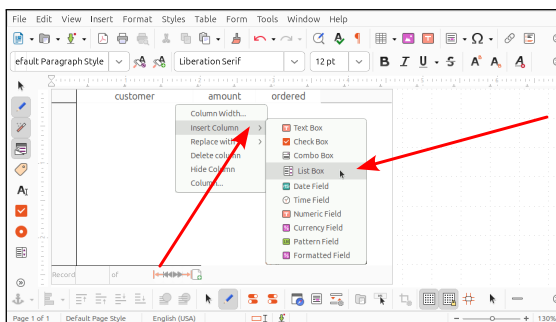 File Edit View Insert Format Styles Table Form Tools Window Help
efault Paragraph Style Liberation Serif 12 pt
customer amount ordered
Column Width...
Insert Column
Replace with
Delete column
Hide Column
Column...
Text Box
Check Box
Combo Box
List Box
Date Field
Time Field
Numeric Field
Currency Field
Pattern Field
Formatted Field
Record of
Page 1 of 1 Default Page Style English (USA) 130%